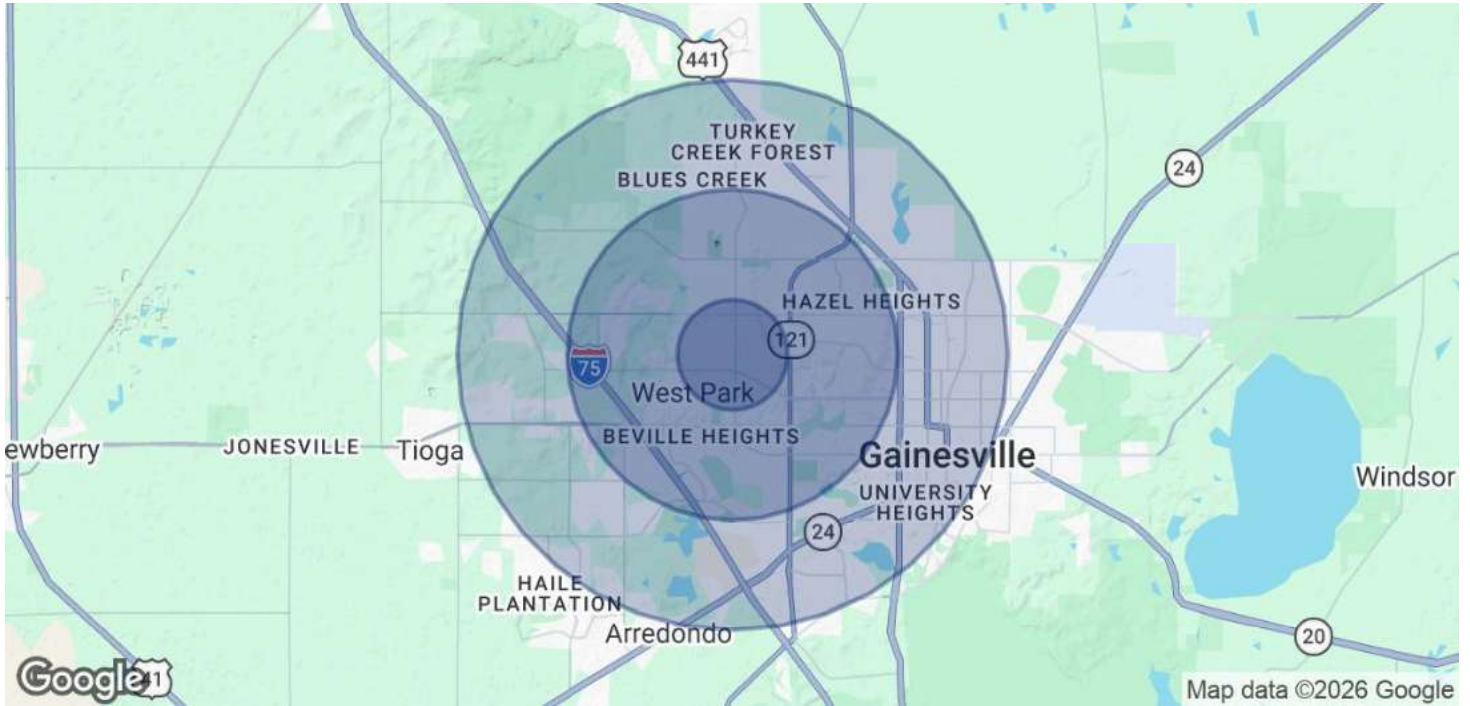 441
TURKEY
CREEK FOREST
BLUES CREEK
24
HAZEL HEIGHTS
121
75
West Park
BEVILLE HEIGHTS
ewberry
JONESVILLE
Tioga
Gainesville
Windsor
UNIVERSITY
HEIGHTS
24
HAILE
PLANTATION
Arredondo
20
Google
41
Map data ©2026 Google